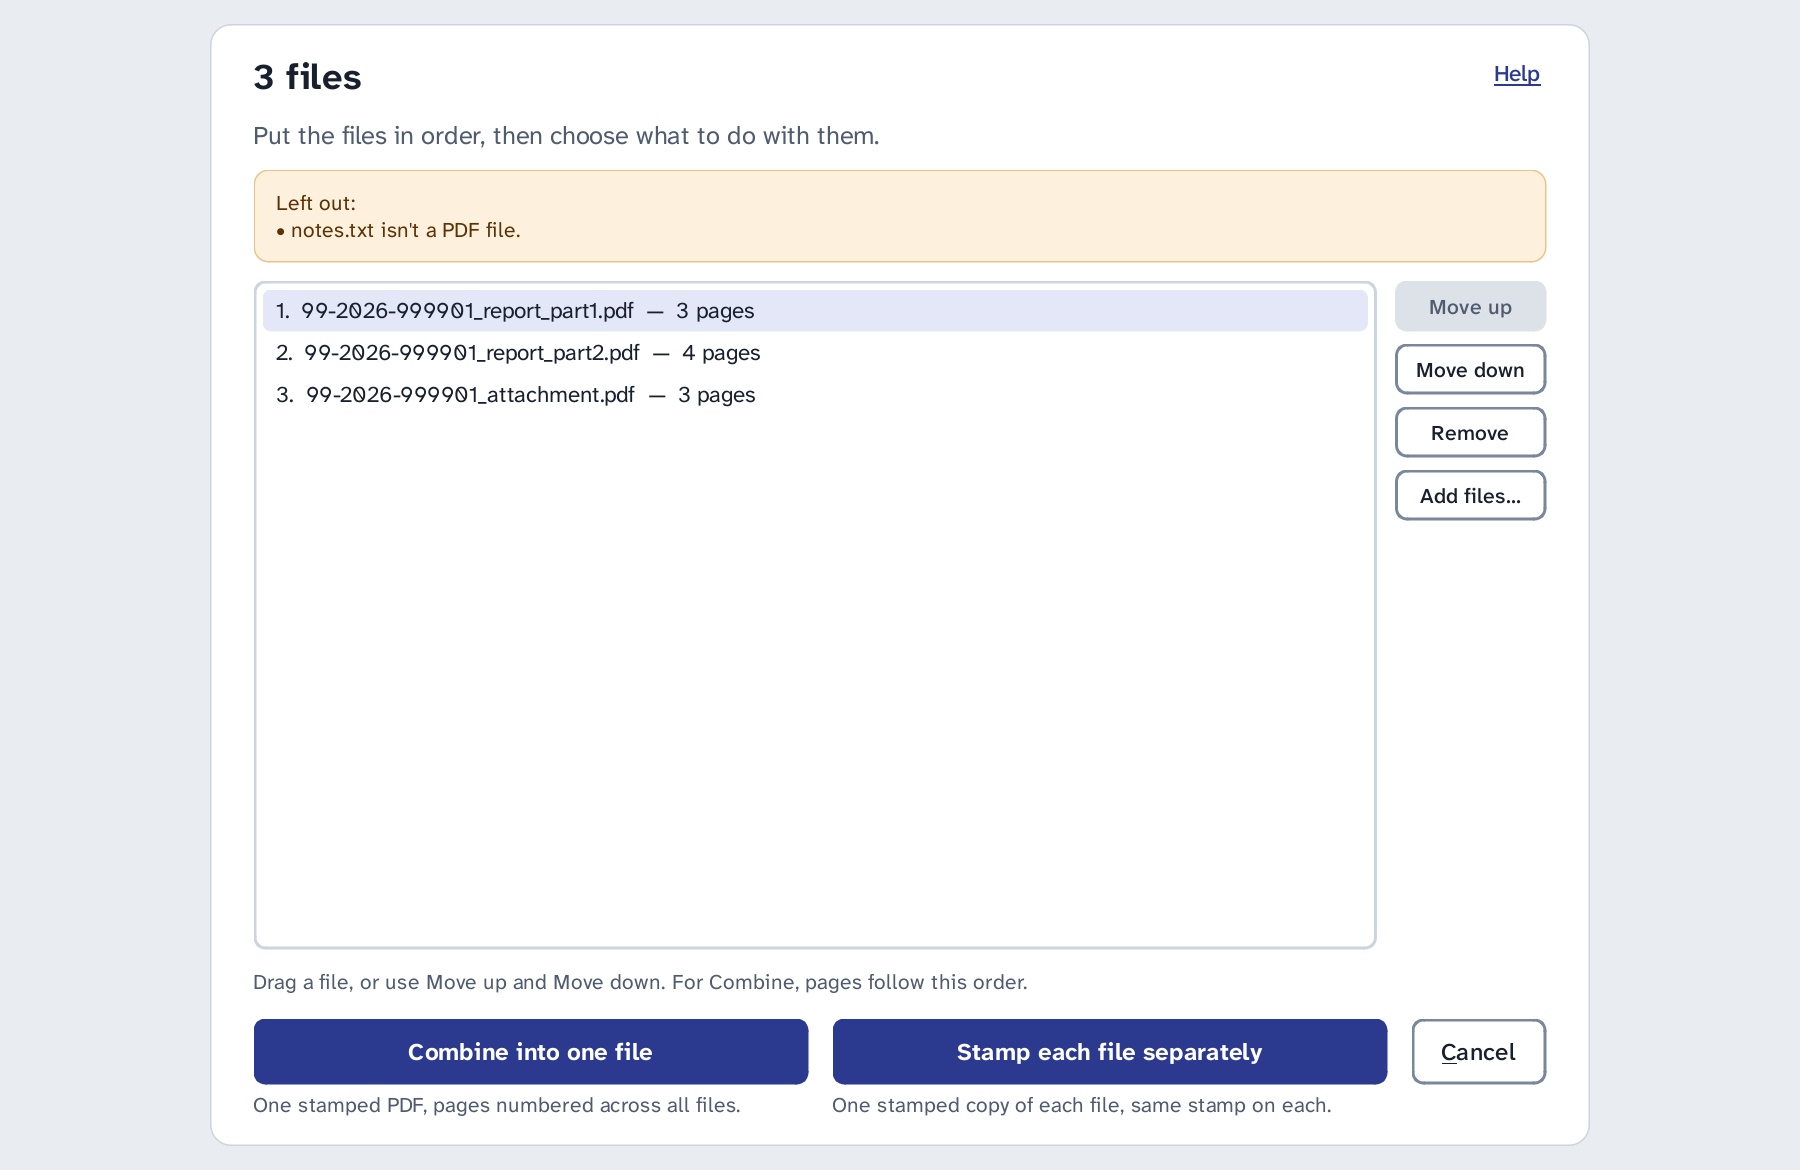 3 files
Help
Put the files in order, then choose what to do with them.
Left out:
• notes.txt isn't a PDF file.
1. 99-2026-999901_report_part1.pdf — 3 pages
2. 99-2026-999901_report_part2.pdf — 4 pages
3. 99-2026-999901_attachment.pdf — 3 pages
Move up
Move down
Remove
Add files...
Drag a file, or use Move up and Move down. For Combine, pages follow this order.
Combine into one file
Stamp each file separately
Cancel
One stamped PDF, pages numbered across all files.
One stamped copy of each file, same stamp on each.